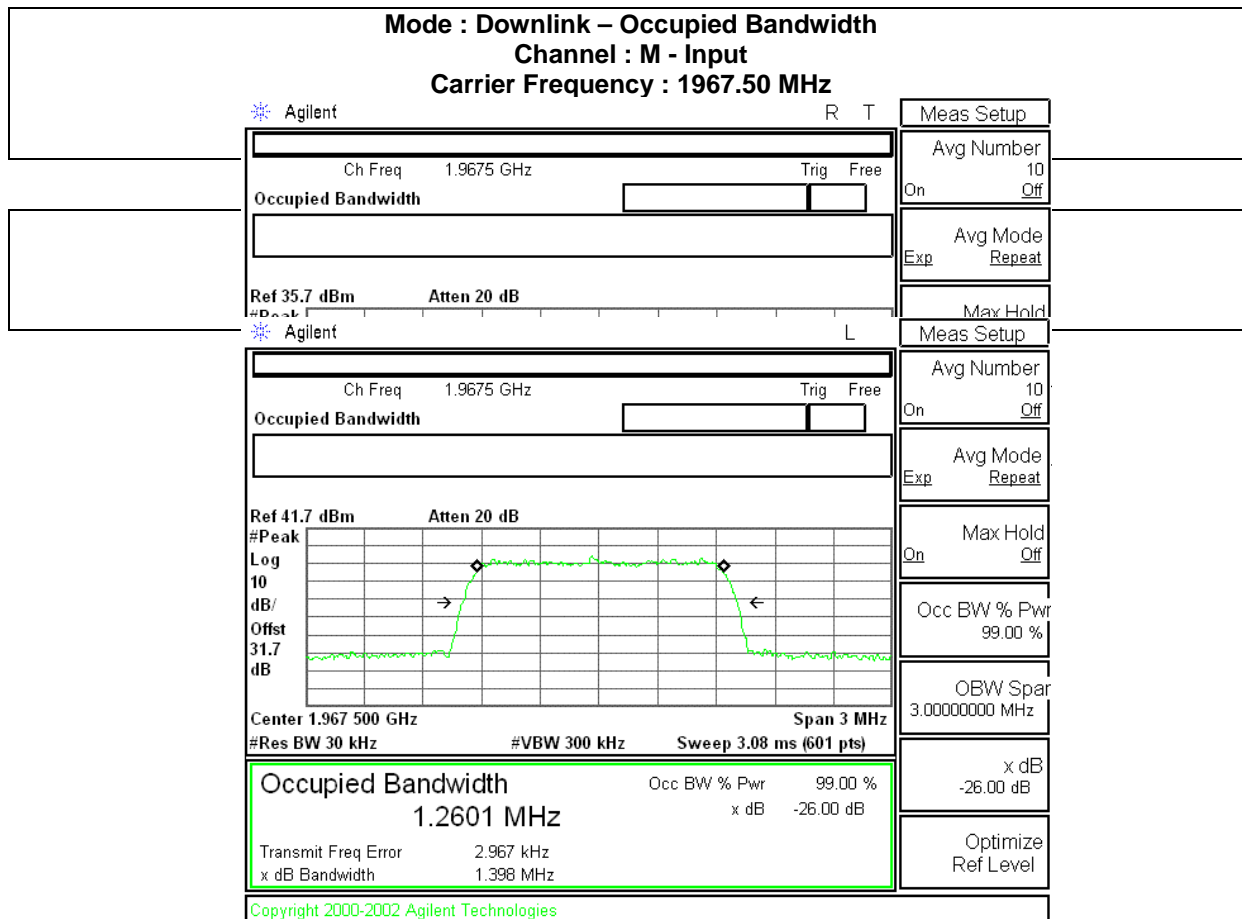 Mode : Downlink – Occupied Bandwidth
Channel : M - Input
Carrier Frequency : 1967.50 MHz
Agilent R T Meas Setup
Ch Freq 1.9675 GHz Trig Free
Occupied Bandwidth
Avg Number
10
On Off
Avg Mode
Exp Repeat
Ref 35.7 dBm Atten 20 dB
#Peak
Max Hold
Agilent L Meas Setup
Ch Freq 1.9675 GHz Trig Free
Occupied Bandwidth
Avg Number
10
On Off
Avg Mode
Exp Repeat
Ref 41.7 dBm Atten 20 dB
#Peak
Log
10
dB/
Offst
31.7
dB
Max Hold
On Off
Occ BW % Pwr
99.00 %
OBW Span
3.00000000 MHz
Center 1.967 500 GHz Span 3 MHz
#Res BW 30 kHz #VBW 300 kHz Sweep 3.08 ms (601 pts)
x dB
-26.00 dB
Optimize
Ref Level
Occupied Bandwidth Occ BW % Pwr 99.00 %
1.2601 MHz x dB -26.00 dB
Transmit Freq Error 2.967 kHz
x dB Bandwidth 1.398 MHz
Copyright 2000-2002 Agilent Technologies